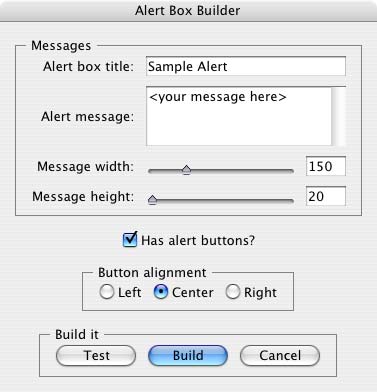 Alert Box Builder
Messages
Alert box title: Sample Alert
Alert message: <your message here>
Message width: 150
Message height: 20
Has alert buttons?
Button alignment
Left Center Right
Build it
Test Build Cancel